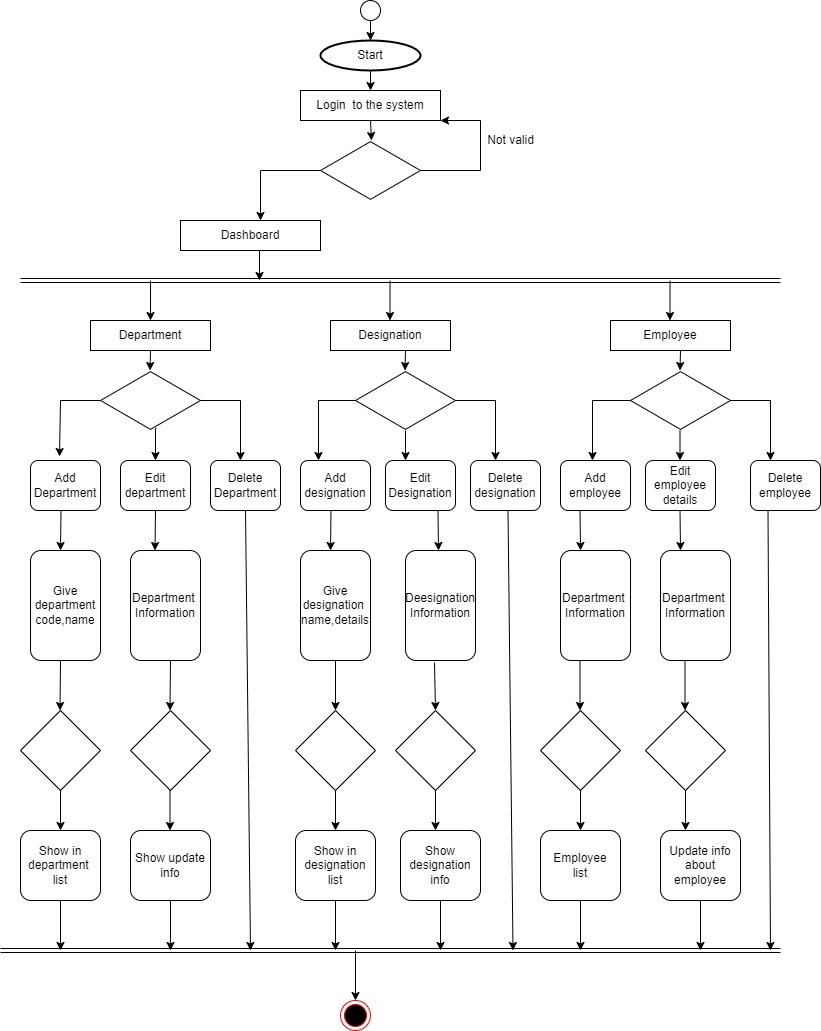 Start
Login  to the system
Not valid
Dashboard
Department
Designation
Employee
Add
Department
Edit
department
Delete
Department
Add
designation
Edit
Designation
Delete
designation
Add
employee
Edit
employee
details
Delete
employee
Give
department
code,name
Department
Information
Give
designation
name,details
Deesignation
Information
Department
Information
Department
Information
Show in
department
list
Show update
info
Show in
designation
list
Show
designation
info
Employee
list
Update info
about
employee